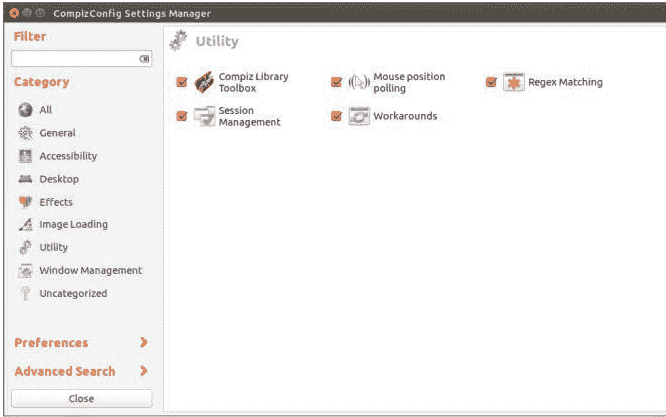 CompizConfig Settings Manager
Filter
Category
All
General
Accessibility
Desktop
Effects
Image Loading
Utility
Window Management
Uncategorized
Preferences
Advanced Search
Close
Utility
Compiz Library
Toolbox
Mouse position
polling
Regex Matching
Session
Management
Workarounds